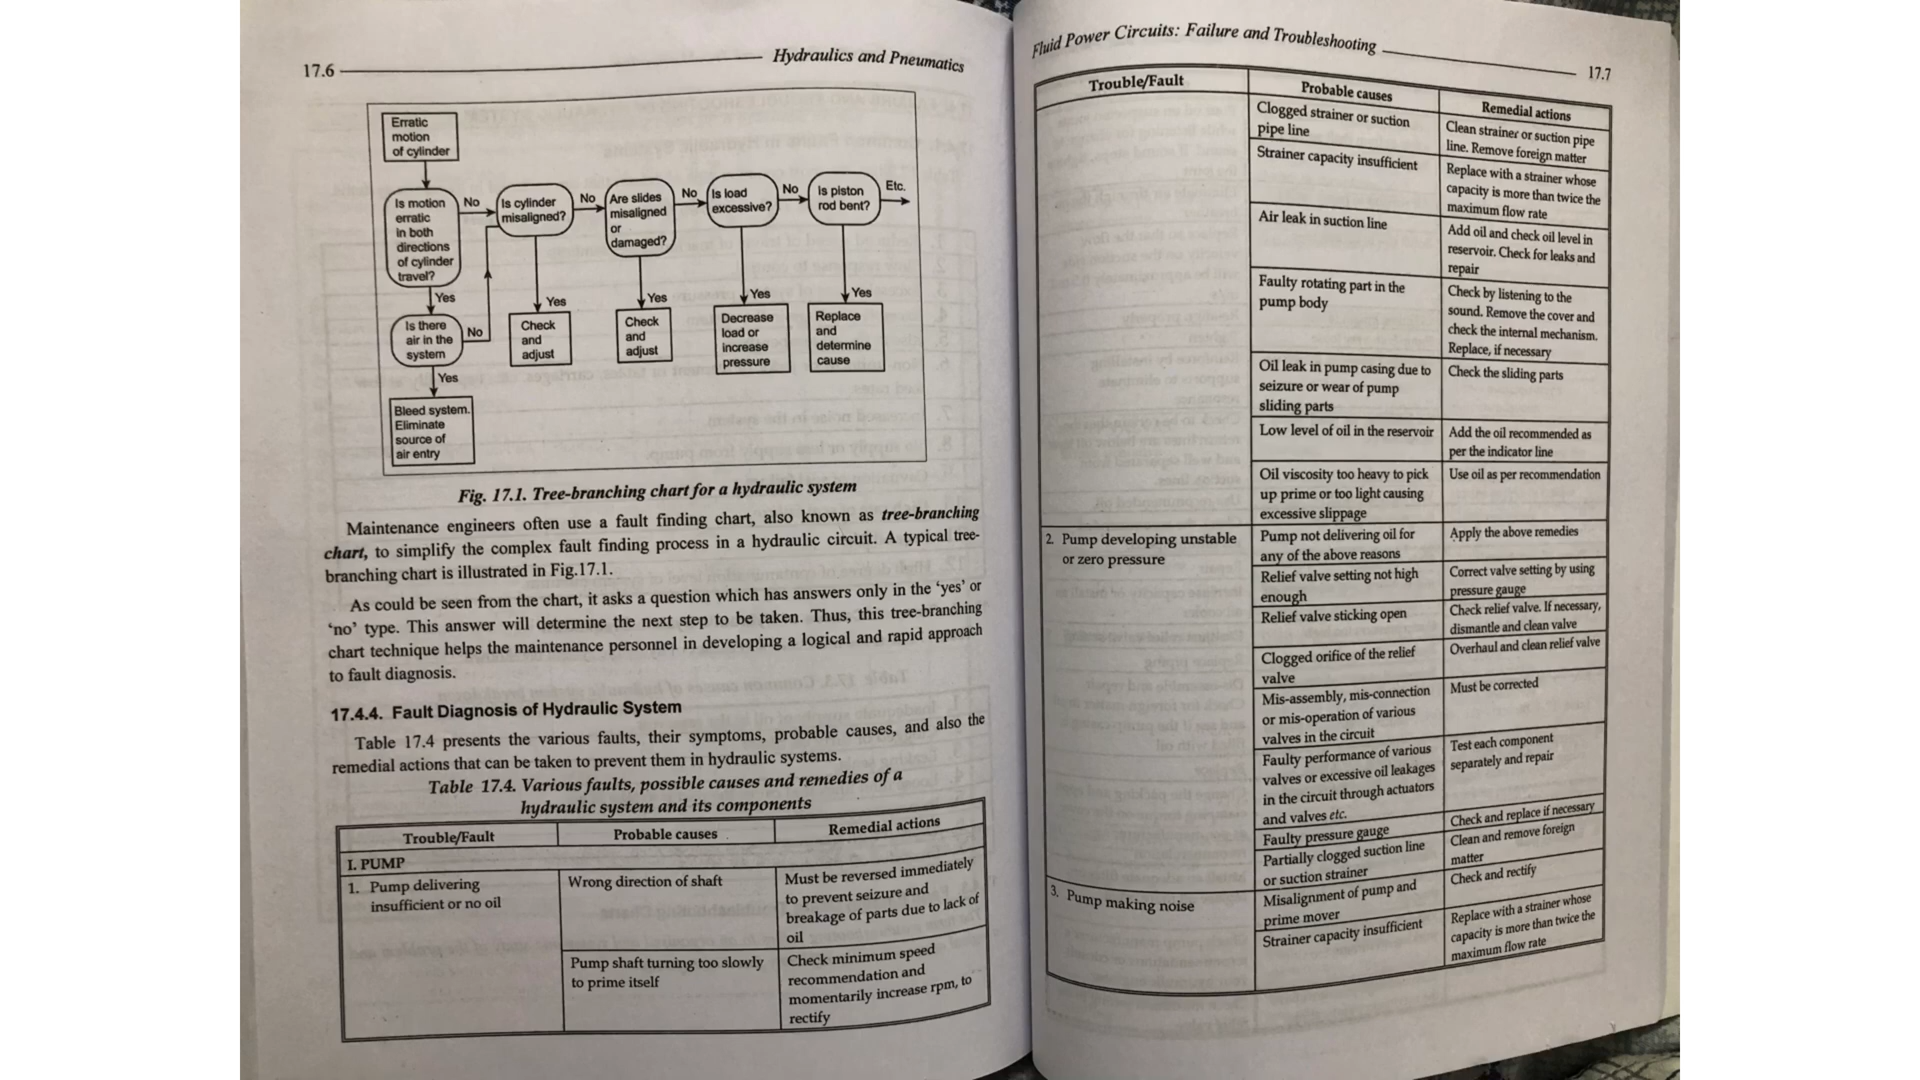 17.6
Hydraulics and Pneumatics
Erratic
motion
of cylinder
Is motion
erratic
in both
directions
of cylinder
travel?
No
Is cylinder
misaligned?
No
Are slides
misaligned
or
damaged?
No
Is load
excessive?
No
Is piston
rod bent?
Etc.
Yes
Is there
air in the
system
No
Yes
Check
and
adjust
Yes
Check
and
adjust
Yes
Decrease
load or
increase
pressure
Yes
Replace
and
determine
cause
Yes
Bleed system.
Eliminate
source of
air entry
Fig. 17.1. Tree-branching chart for a hydraulic system
Maintenance engineers often use a fault finding chart, also known as tree-branching
chart, to simplify the complex fault finding process in a hydraulic circuit. A typical tree-
branching chart is illustrated in Fig.17.1.
As could be seen from the chart, it asks a question which has answers only in the ‘yes’ or
‘no’ type. This answer will determine the next step to be taken. Thus, this tree-branching
chart technique helps the maintenance personnel in developing a logical and rapid approach
to fault diagnosis.
17.4.4. Fault Diagnosis of Hydraulic System
Table 17.4 presents the various faults, their symptoms, probable causes, and also the
remedial actions that can be taken to prevent them in hydraulic systems.
Table 17.4. Various faults, possible causes and remedies of a
hydraulic system and its components
Trouble/Fault
Probable causes
Remedial actions
I. PUMP
1. Pump delivering
insufficient or no oil
Wrong direction of shaft
Must be reversed immediately
to prevent seizure and
breakage of parts due to lack of
oil
Pump shaft turning too slowly
to prime itself
Check minimum speed
recommendation and
momentarily increase rpm, to
rectify
Fluid Power Circuits: Failure and Troubleshooting
17.7
Trouble/Fault
Probable causes
Remedial actions
Clogged strainer or suction
pipe line
Clean strainer or suction pipe
line. Remove foreign matter
Strainer capacity insufficient
Replace with a strainer whose
capacity is more than twice the
maximum flow rate
Air leak in suction line
Add oil and check oil level in
reservoir. Check for leaks and
repair
Faulty rotating part in the
pump body
Check by listening to the
sound. Remove the cover and
check the internal mechanism.
Replace, if necessary
Oil leak in pump casing due to
seizure or wear of pump
sliding parts
Check the sliding parts
Low level of oil in the reservoir
Add the oil recommended as
per the indicator line
Oil viscosity too heavy to pick
up prime or too light causing
excessive slippage
Use oil as per recommendation
2. Pump developing unstable
or zero pressure
Pump not delivering oil for
any of the above reasons
Apply the above remedies
Relief valve setting not high
enough
Correct valve setting by using
pressure gauge
Relief valve sticking open
Check relief valve. If necessary,
dismantle and clean valve
Clogged orifice of the relief
valve
Overhaul and clean relief valve
Mis-assembly, mis-connection
or mis-operation of various
valves in the circuit
Must be corrected
Faulty performance of various
valves or excessive oil leakages
in the circuit through actuators
and valves etc.
Test each component
separately and repair
Faulty pressure gauge
Check and replace if necessary
Partially clogged suction line
or suction strainer
Clean and remove foreign
matter
3. Pump making noise
Misalignment of pump and
prime mover
Check and rectify
Strainer capacity insufficient
Replace with a strainer whose
capacity is more than twice the
maximum flow rate